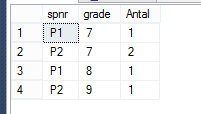 spnr grade Antal
1 P1 7 1
2 P2 7 2
3 P1 8 1
4 P2 9 1